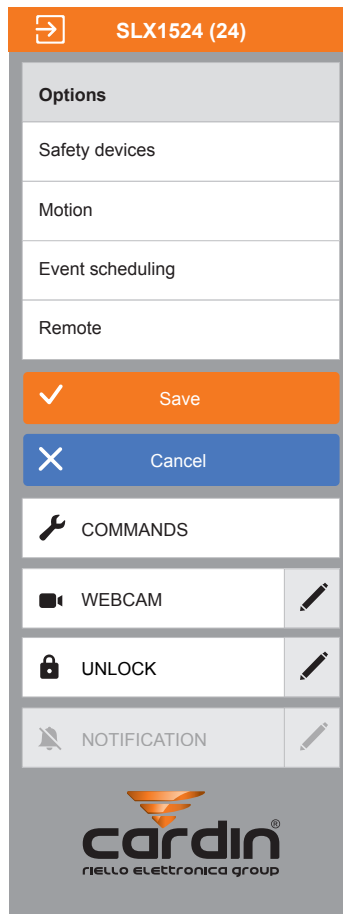 SLX1524 (24)
Options
Safety devices
Motion
Event scheduling
Remote
Save
Cancel
COMMANDS
WEBCAM
UNLOCK
NOTIFICATION
cardin®
riello elettronica group